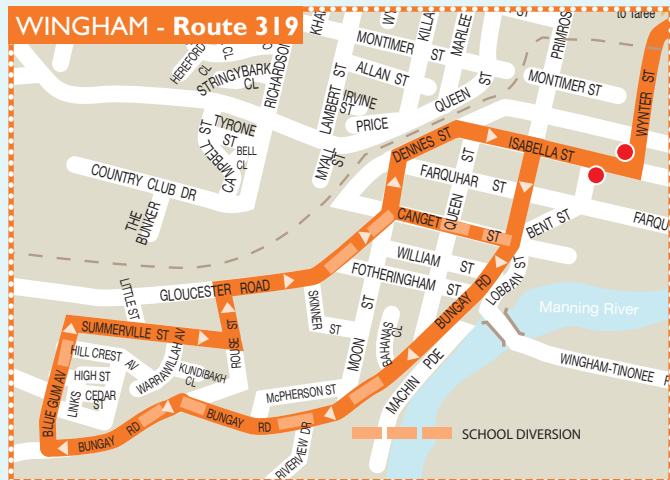 WINGHAM - Route 319
to Taree
HEREFORD CL
STRINGYBARK CL
RICHARDSON
KHA
LAMBERT ST
MYALL ST
MONTIMER ST
ALLAN ST
IRVINE ST
PRICE
WY
KILLA
MARLEE
QUEEN ST
PRIMROS
MONTIMER ST
WYNTER ST
TYRONE ST
BELL CL
CAMPBELL ST
COUNTRY CLUB DR
THE BUNKER
DENNES ST
ISABELLA ST
FARQUHAR ST
FARQU
CANGET ST
QUEEN ST
BENT ST
WILLIAM ST
FOTHERINGHAM ST
BUNGAY RD
LOBBAN ST
Manning River
GLOUCESTER ROAD
LITTLE ST
SKINNER ST
MOON ST
BAHANAS CL
MACHIN PDE
WINGHAM-TINONEE
SUMMERVILLE ST
ROUSE ST
HILL CREST AV
WARRAWILLAH AV
KUNDIBAKH CL
HIGH ST
CEDAR ST
LINKS
BLUE GUM AV
McPHERSON ST
BUNGAY RD
BUNGAY RD
RIVERVIEW DR
SCHOOL DIVERSION